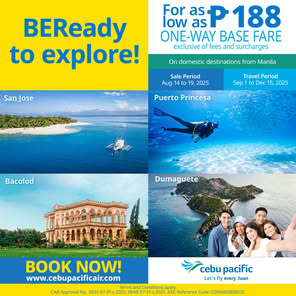 BEReady
to explore!
For as
low as ₱188
ONE-WAY BASE FARE
exclusive of fees and surcharges
On domestic destinations from Manila
Sale Period
Aug 14 to 19, 2025
Travel Period
Sep 1 to Dec 15, 2025
San Jose
Puerto Princesa
Bacolod
Dumaguete
BOOK NOW!
www.cebupacificair.com
cebu pacific
Let's fly every Juan
Terms and Conditions apply.